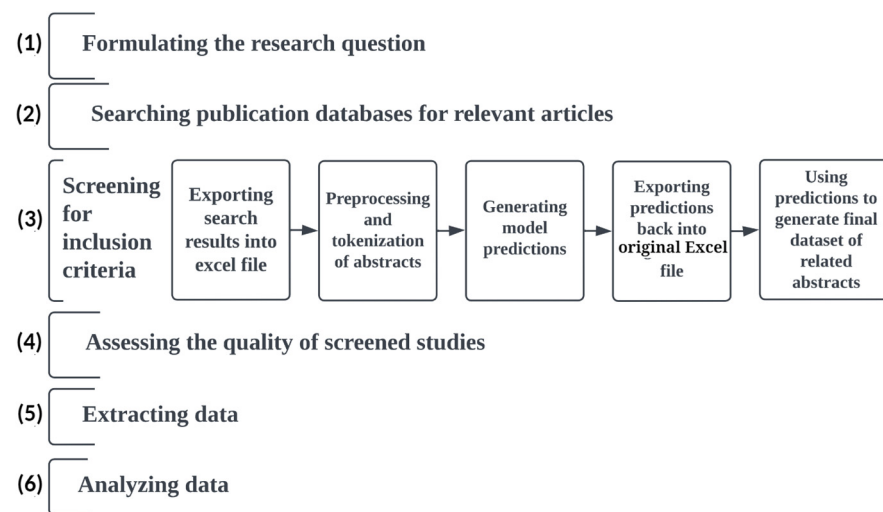 (1) Formulating the research question
(2) Searching publication databases for relevant articles
(3)
Screening
for
inclusion
criteria
Exporting
search
results into
excel file
Preprocessing
and
tokenization
of abstracts
Generating
model
predictions
Exporting
predictions
back into
original Excel
file
Using
predictions to
generate final
dataset of
related
abstracts
(4) Assessing the quality of screened studies
(5) Extracting data
(6) Analyzing data